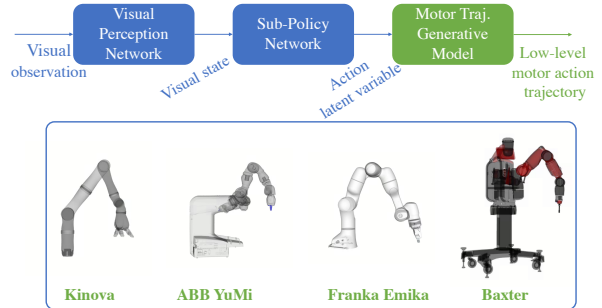 Visual
Perception
Network
Sub-Policy
Network
Motor Traj.
Generative
Model
Visual
observation
Visual state
Action
latent variable
Low-level
motor action
trajectory
Kinova
ABB YuMi
Franka Emika
Baxter